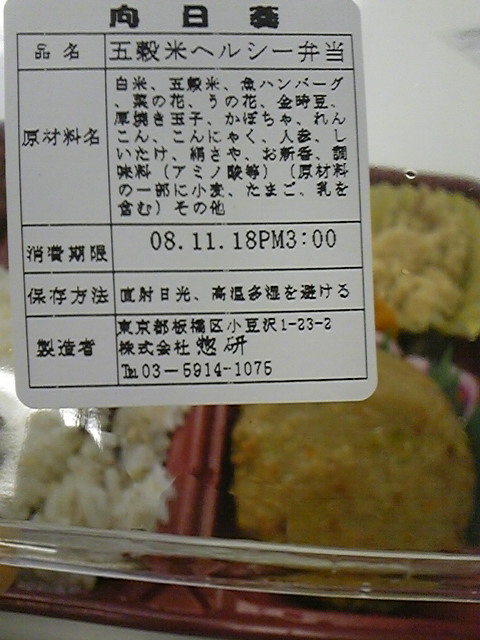 向日葵
品名 五穀米ヘルシー弁当
原材料名
白米、五穀米、魚ハンバーグ
、菜の花、うの花、金時豆、
厚焼き玉子、かぼちゃ、れん
こん、こんにゃく、人参、し
いたけ、絹さや、お新香、調
味料（アミノ酸等）（原材料
の一部に小麦、たまご、乳を
含む）その他
消費期限 08.11.18PM3:00
保存方法 直射日光、高温多湿を避ける
製造者
東京都板橋区小豆沢1-23-2
株式会社 惣研
℡03-5914-1075